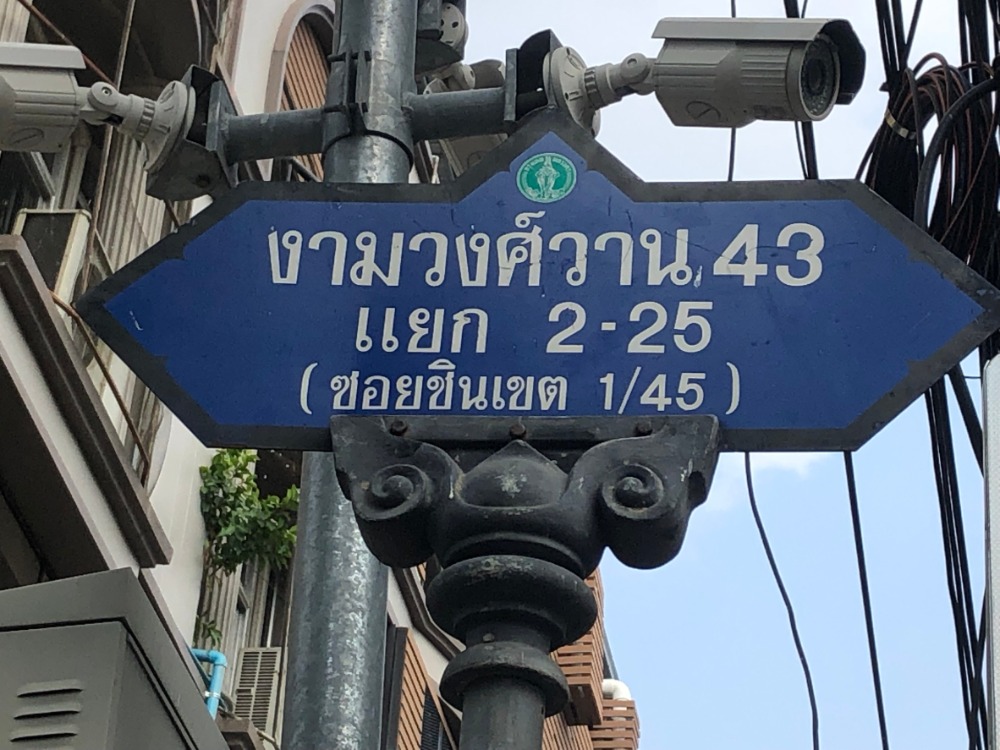 งามวงศ์วาน 43
แยก 2-25
(ซอยชินเขต 1/45)